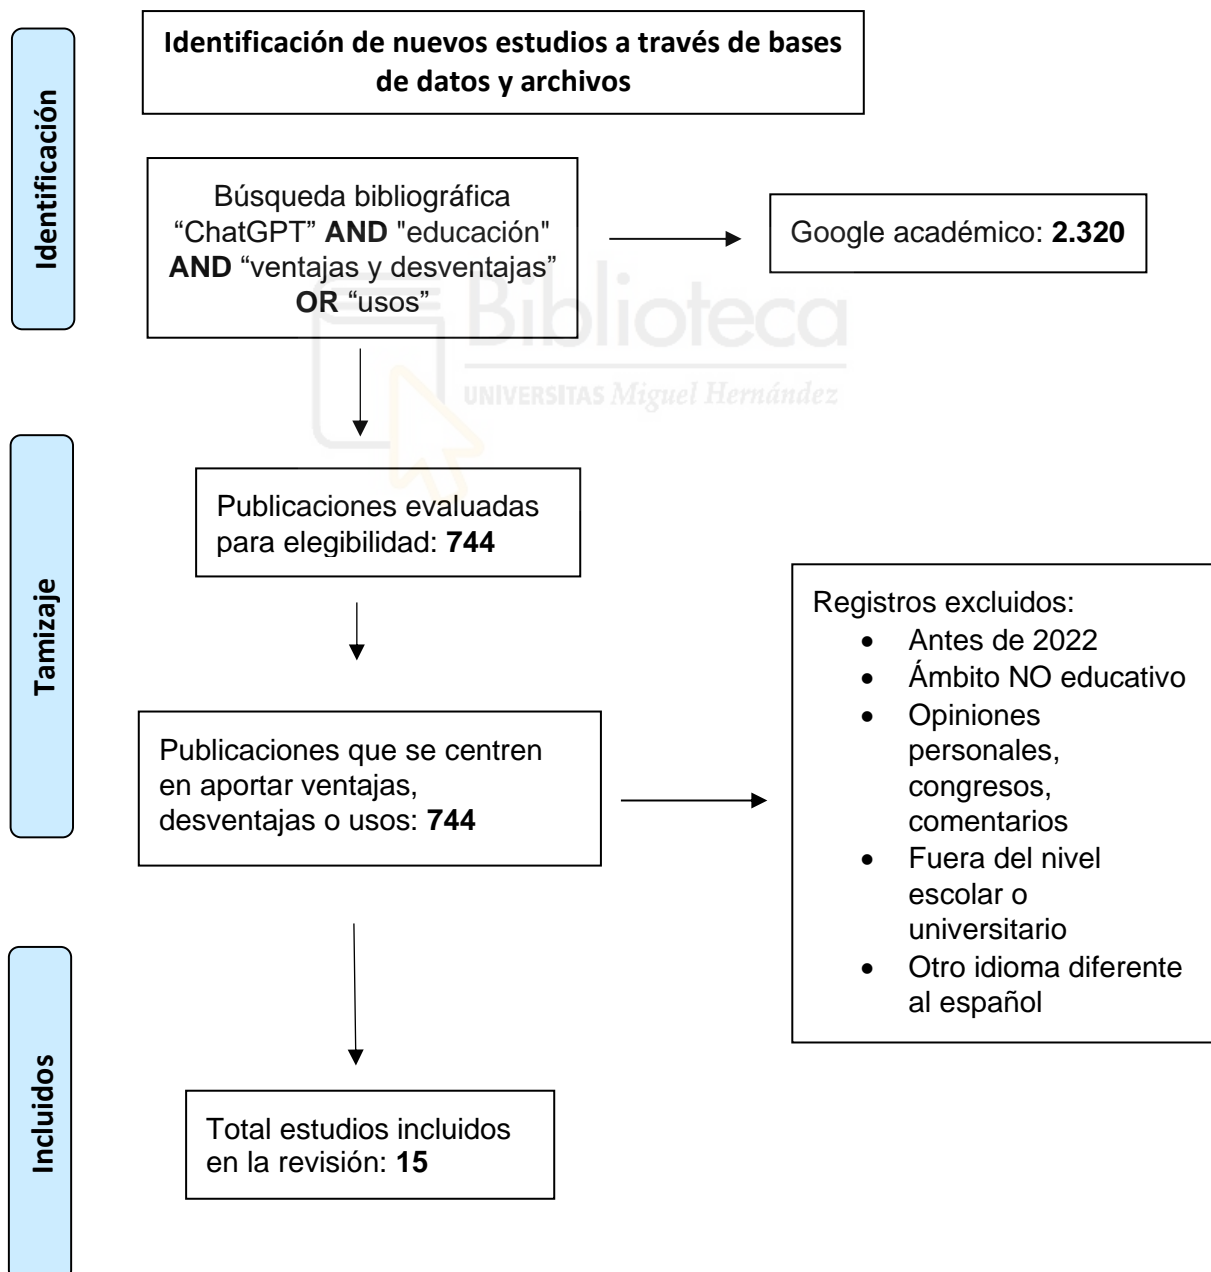 Identificación
Identificación de nuevos estudios a través de bases
de datos y archivos
Búsqueda bibliográfica
“ChatGPT” AND "educación"
AND “ventajas y desventajas”
OR “usos”
Google académico: 2.320
Biblioteca
UNIVERSITAS Miguel Hernández
Tamizaje
Publicaciones evaluadas
para elegibilidad: 744
Publicaciones que se centren
en aportar ventajas,
desventajas o usos: 744
Registros excluidos:
• Antes de 2022
• Ámbito NO educativo
• Opiniones
personales,
congresos,
comentarios
• Fuera del nivel
escolar o
universitario
• Otro idioma diferente
al español
Incluidos
Total estudios incluidos
en la revisión: 15